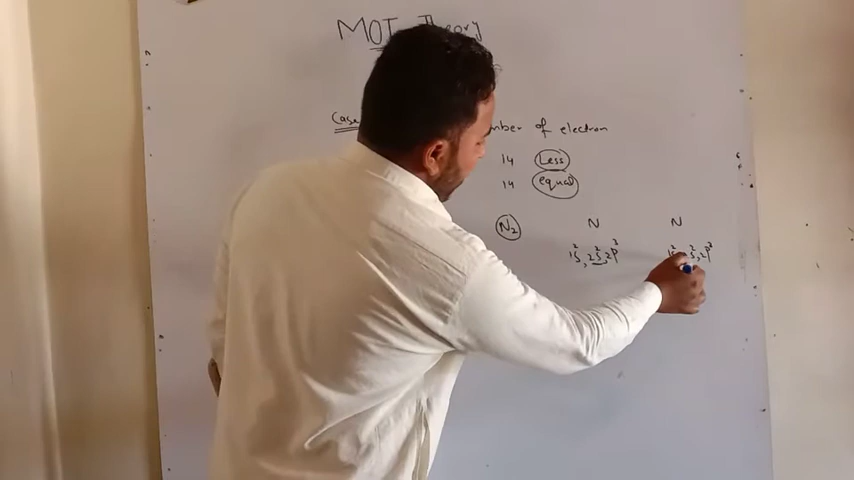 MOT Theory
Case number of electron
14 Less
14 equal
N₂ N N
1s², 2s², 2p³ 1s² 2s², 2p³